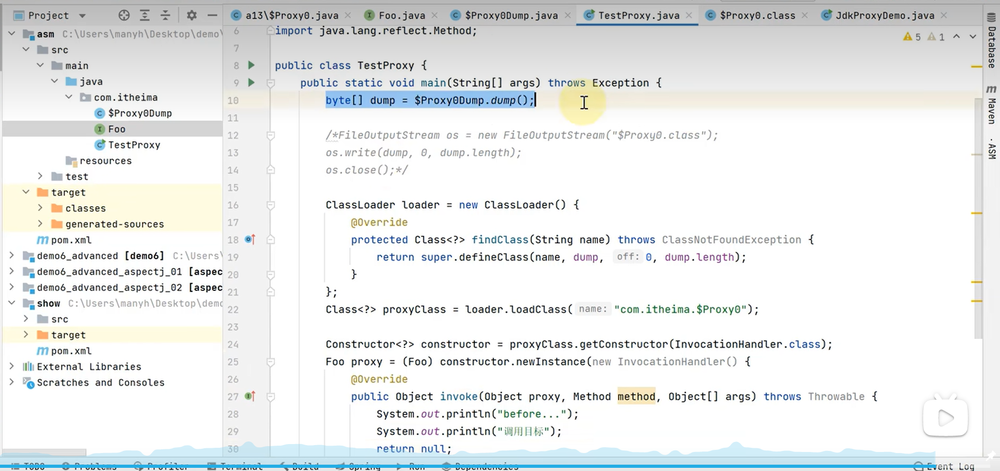 Project
a13\$Proxy0.java
Foo.java
$Proxy0Dump.java
TestProxy.java
$Proxy0.class
JdkProxyDemo.java
asm C:\Users\manyh\Desktop\demo\
src
main
java
com.itheima
$Proxy0Dump
Foo
TestProxy
resources
test
target
classes
generated-sources
pom.xml
demo6_advanced [demo6] C:\Users\
demo6_advanced_aspectj_01 [aspec
demo6_advanced_aspectj_02 [aspec
show C:\Users\manyh\Desktop\demo
src
target
pom.xml
External Libraries
Scratches and Consoles
5 1
6 import java.lang.reflect.Method;
7
8 public class TestProxy {
9 public static void main(String[] args) throws Exception {
10 byte[] dump = $Proxy0Dump.dump();
11
12 /*FileOutputStream os = new FileOutputStream("$Proxy0.class");
13 os.write(dump, 0, dump.length);
14 os.close();*/
15
16 ClassLoader loader = new ClassLoader() {
17 @Override
18 protected Class<?> findClass(String name) throws ClassNotFoundException {
19 return super.defineClass(name, dump, off: 0, dump.length);
20 }
21 };
22 Class<?> proxyClass = loader.loadClass( name: "com.itheima.$Proxy0");
23
24 Constructor<?> constructor = proxyClass.getConstructor(InvocationHandler.class);
25 Foo proxy = (Foo) constructor.newInstance(new InvocationHandler() {
26 @Override
27 public Object invoke(Object proxy, Method method, Object[] args) throws Throwable {
28 System.out.println("before...");
29 System.out.println("调用目标");
30 return null;
Database
m Maven
ASM
TODO
Problems
Profiler
Terminal
Build
Spring
Run
Dependencies
Event Log